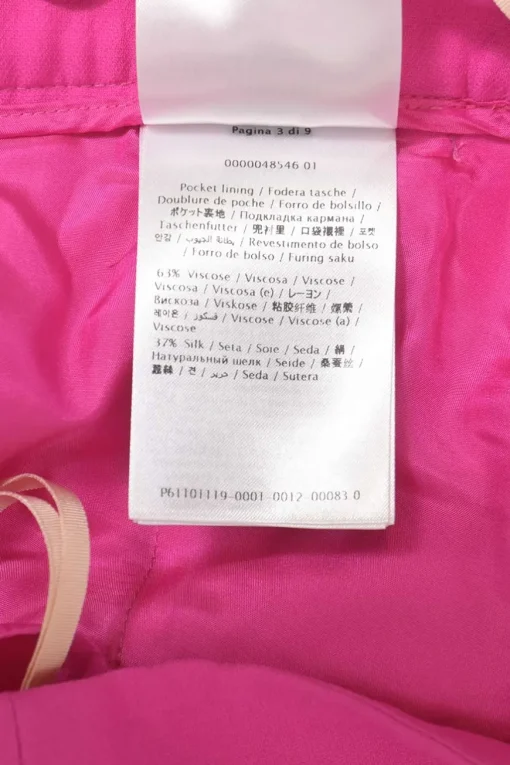 Pagina 3 di 9
0000048546 01
Pocket lining / Fodera tasche /
Doublure de poche / Forro de bolsillo /
ポケット裏地 / Подкладка кармана /
Taschenfutter / 兜衬里 / 口袋襯裡 / 포켓
안감 / بطانة الجيوب / Revestimento de bolso
/ Forro de bolso / Furing saku
63% Viscose / Viscosa / Viscose /
Viscosa / Viscosa (e) / レーヨン /
Вискоза / Viskose / 粘胶纤维 / 嫘縈 /
레이온 / فسكوز / Viscose / Viscose (a) /
Viscose
37% Silk / Seta / Soie / Seda / 絹 /
Натуральный шелк / Seide / 桑蚕丝 /
蠶絲 / 견 / حرير / Seda / Sutera
P61101119-0001-0012-00083 0